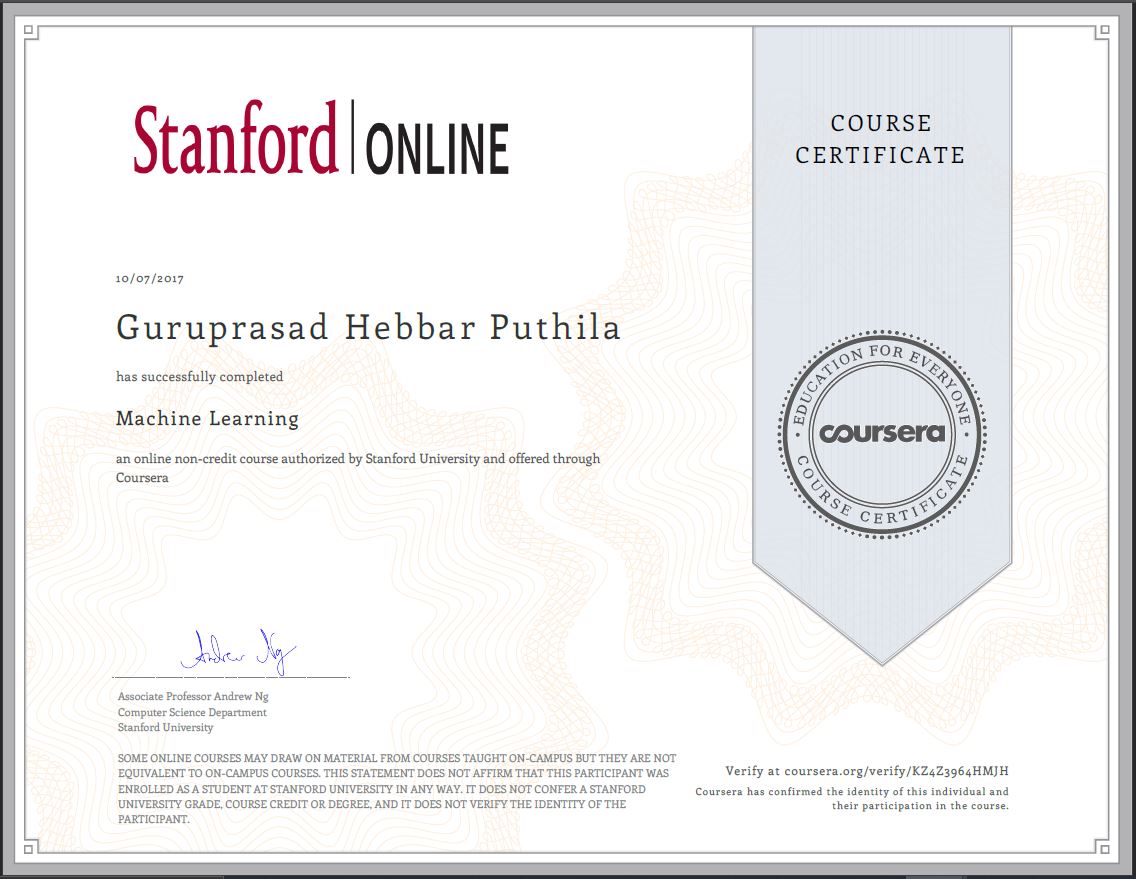 Stanford ONLINE
COURSE
CERTIFICATE
10/07/2017
Guruprasad Hebbar Puthila
has successfully completed
Machine Learning
an online non-credit course authorized by Stanford University and offered through
Coursera
EDUCATION FOR EVERYONE
coursera
COURSE CERTIFICATE
Andrew Ng
Associate Professor Andrew Ng
Computer Science Department
Stanford University
SOME ONLINE COURSES MAY DRAW ON MATERIAL FROM COURSES TAUGHT ON-CAMPUS BUT THEY ARE NOT
EQUIVALENT TO ON-CAMPUS COURSES. THIS STATEMENT DOES NOT AFFIRM THAT THIS PARTICIPANT WAS
ENROLLED AS A STUDENT AT STANFORD UNIVERSITY IN ANY WAY. IT DOES NOT CONFER A STANFORD
UNIVERSITY GRADE, COURSE CREDIT OR DEGREE, AND IT DOES NOT VERIFY THE IDENTITY OF THE
PARTICIPANT.
Verify at coursera.org/verify/KZ4Z3964HMJH
Coursera has confirmed the identity of this individual and
their participation in the course.